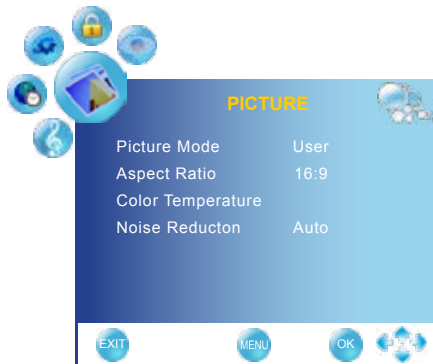 PICTURE
Picture Mode User
Aspect Ratio 16:9
Color Temperature
Noise Reducton Auto
EXIT MENU OK